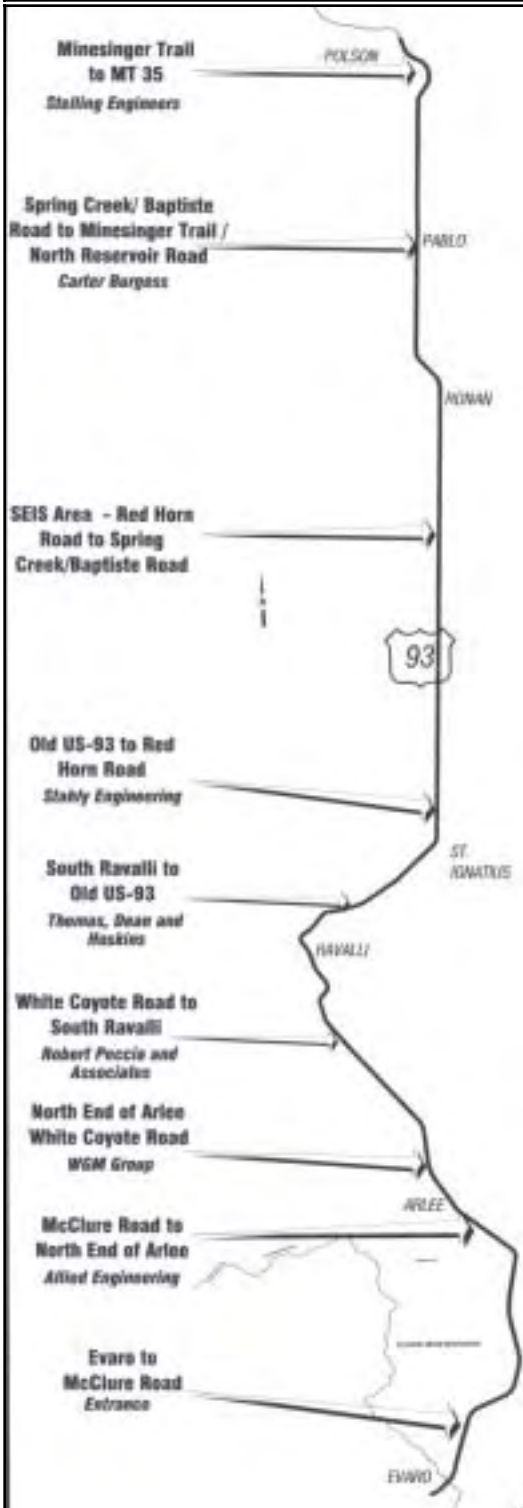 Minesinger Trail
to MT 35
Stelling Engineers
POLSON
Spring Creek/ Baptiste
Road to Minesinger Trail /
North Reservoir Road
Carter Burgess
PABLO
RONAN
SEIS Area - Red Horn
Road to Spring
Creek/Baptiste Road
93
Old US-93 to Red
Horn Road
Stahly Engineering
ST.
IGNATIUS
South Ravalli to
Old US-93
Thomas, Dean and
Hoskins
RAVALLI
White Coyote Road to
South Ravalli
Robert Peccia and
Associates
North End of Arlee
White Coyote Road
WGM Group
ARLEE
McClure Road to
North End of Arlee
Allied Engineering
Evaro to
McClure Road
Entranco
EVARO